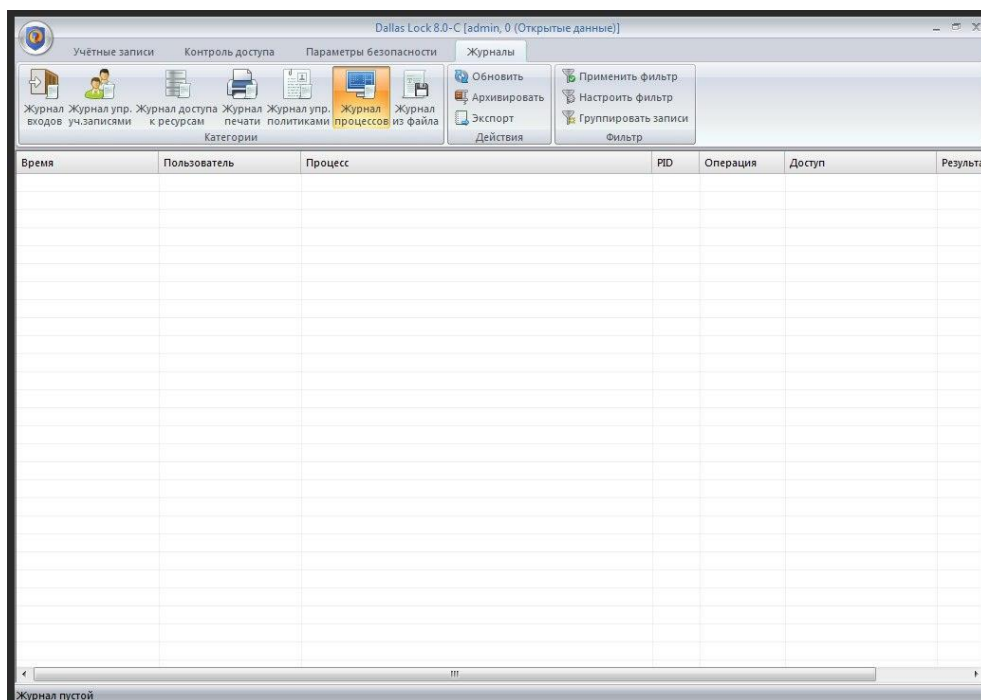 Dallas Lock 8.0-C [admin, 0 (Открытые данные)]
Учётные записи Контроль доступа Параметры безопасности Журналы
Журнал входов
Журнал упр. уч.записями
Журнал доступа к ресурсам
Журнал печати
Журнал упр. политиками
Журнал процессов
Журнал из файла
Категории
Обновить
Архивировать
Экспорт
Действия
Применить фильтр
Настроить фильтр
Группировать записи
Фильтр
Время Пользователь Процесс PID Операция Доступ
Журнал пустой